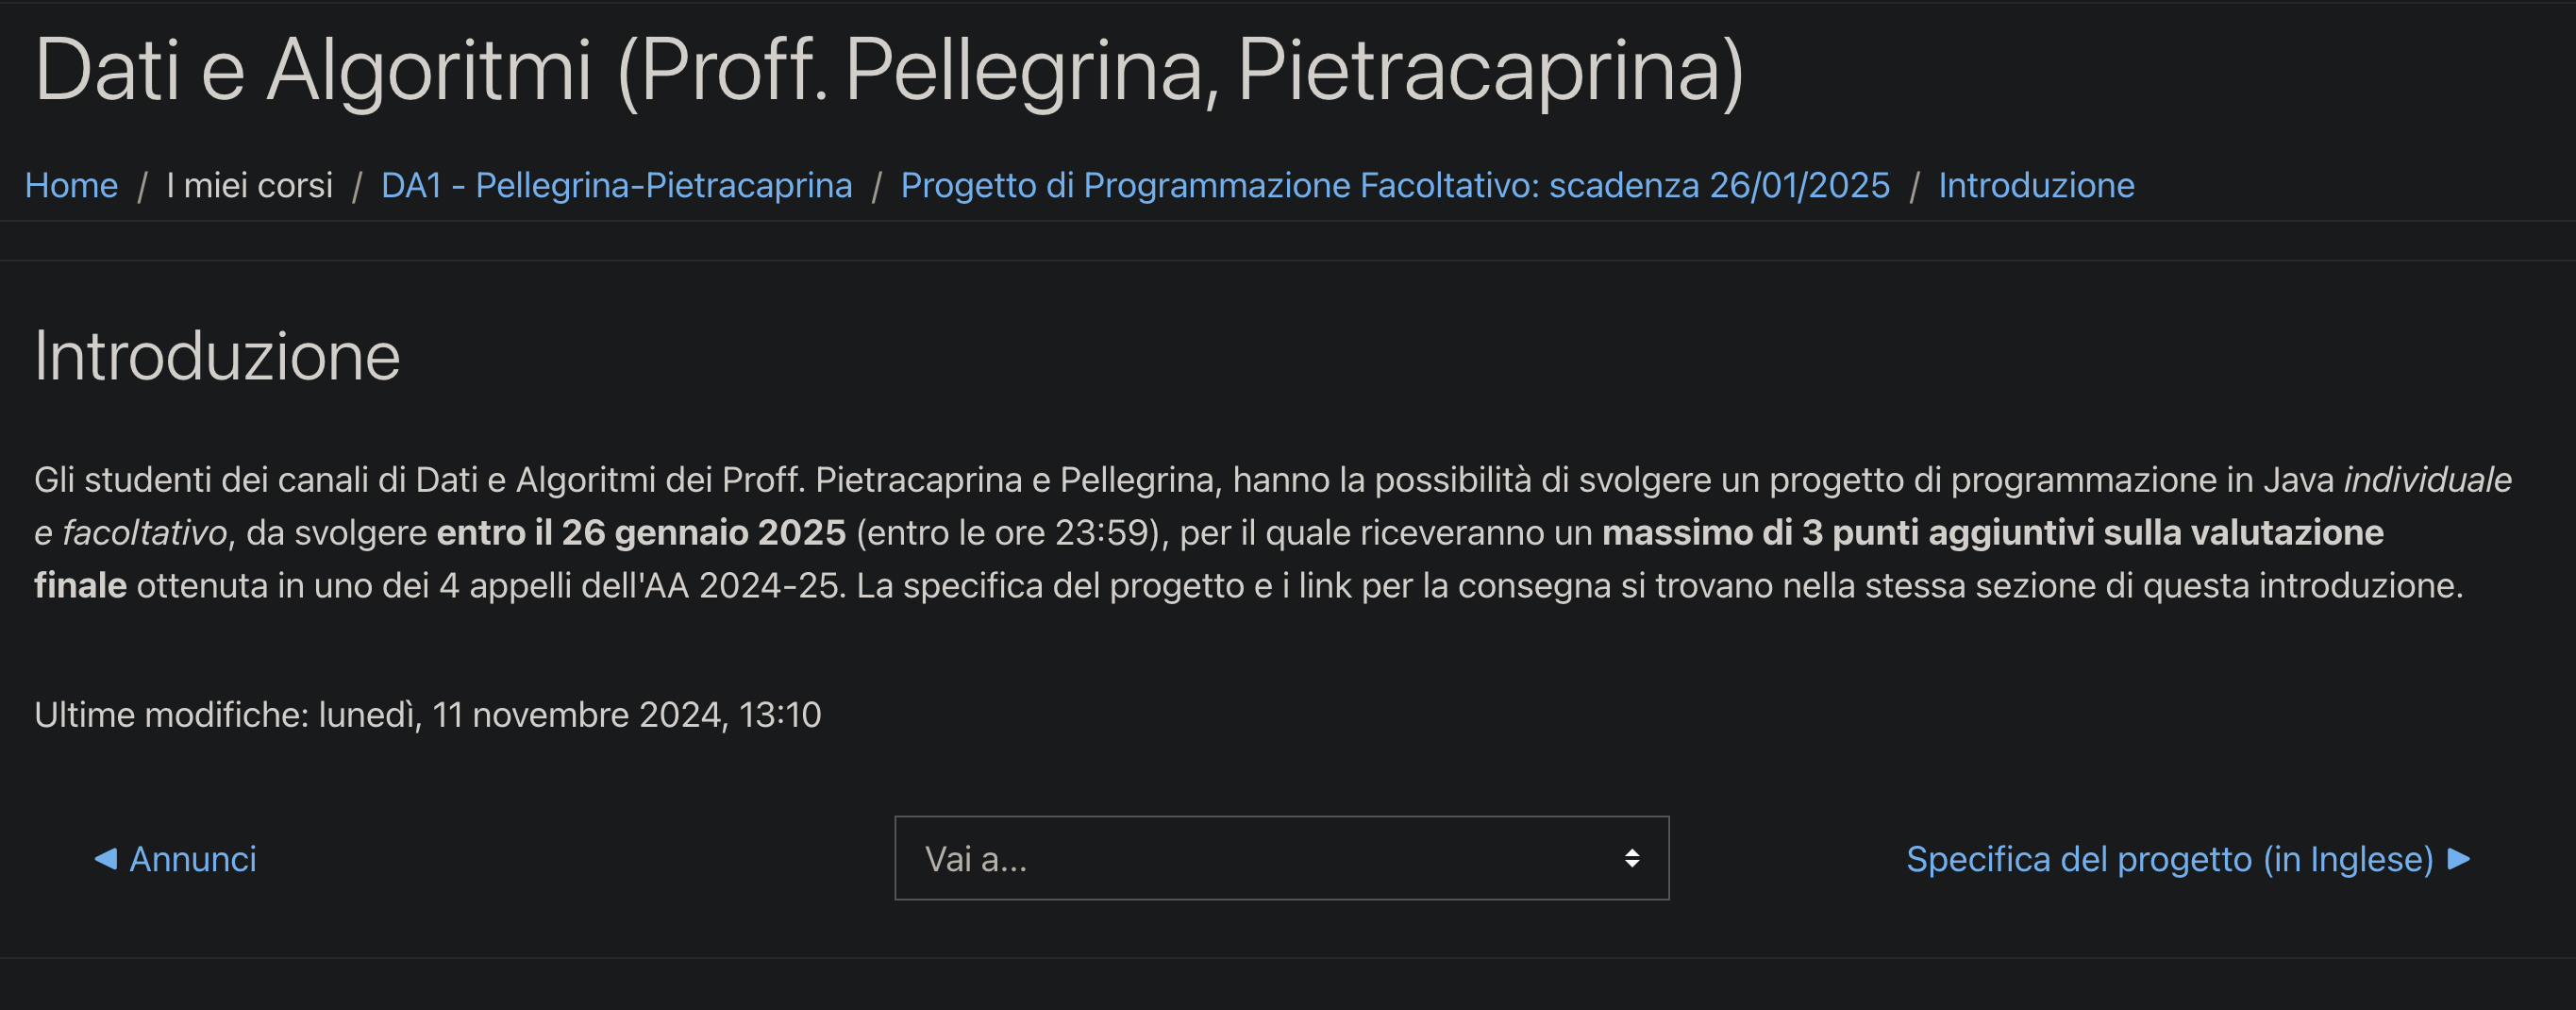 Dati e Algoritmi (Proff. Pellegrina, Pietracaprina)
Home / I miei corsi / DA1 - Pellegrina-Pietracaprina / Progetto di Programmazione Facoltativo: scadenza 26/01/2025 / Introduzione
Introduzione
Gli studenti dei canali di Dati e Algoritmi dei Proff. Pietracaprina e Pellegrina, hanno la possibilità di svolgere un progetto di programmazione in Java individuale
e facoltativo, da svolgere entro il 26 gennaio 2025 (entro le ore 23:59), per il quale riceveranno un massimo di 3 punti aggiuntivi sulla valutazione
finale ottenuta in uno dei 4 appelli dell'AA 2024-25. La specifica del progetto e i link per la consegna si trovano nella stessa sezione di questa introduzione.
Ultime modifiche: lunedì, 11 novembre 2024, 13:10
◀ Annunci
Vai a...
Specifica del progetto (in Inglese) ▶